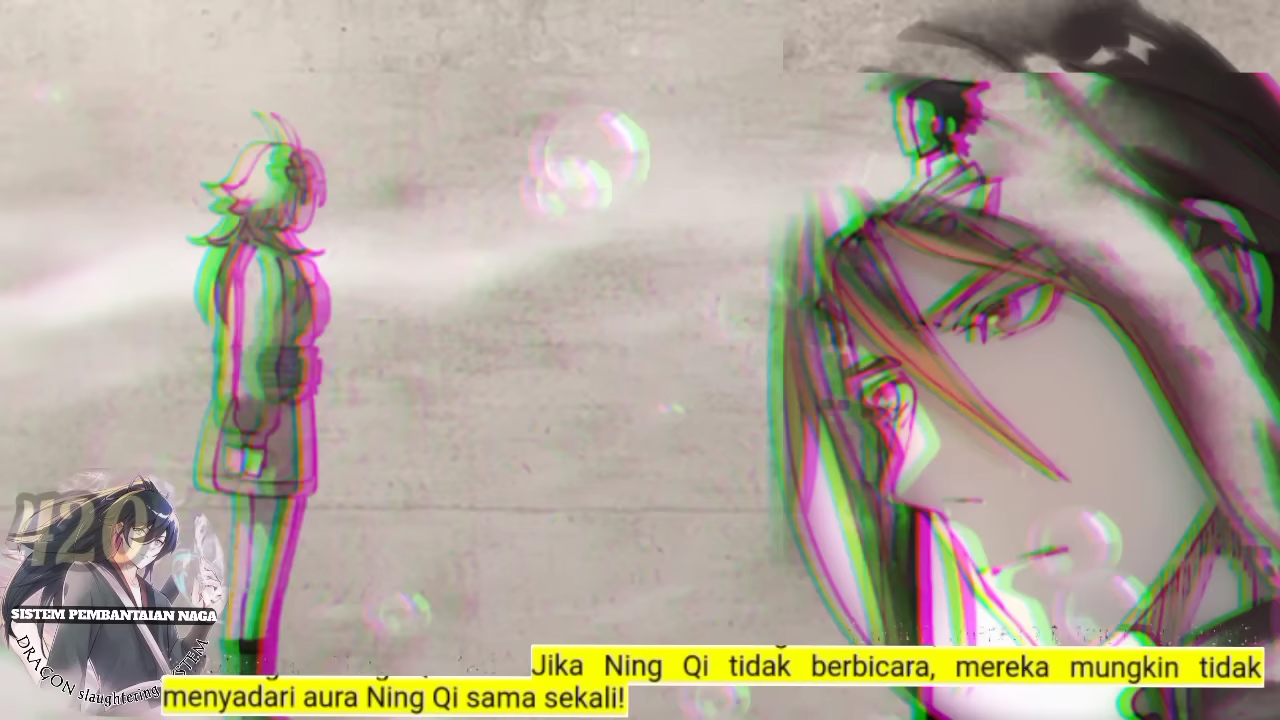 420
SISTEM PEMBANTAIAN NAGA
DRAGON slaughtering SYSTEM
Jika Ning Qi tidak berbicara, mereka mungkin tidak
menyadari aura Ning Qi sama sekali!